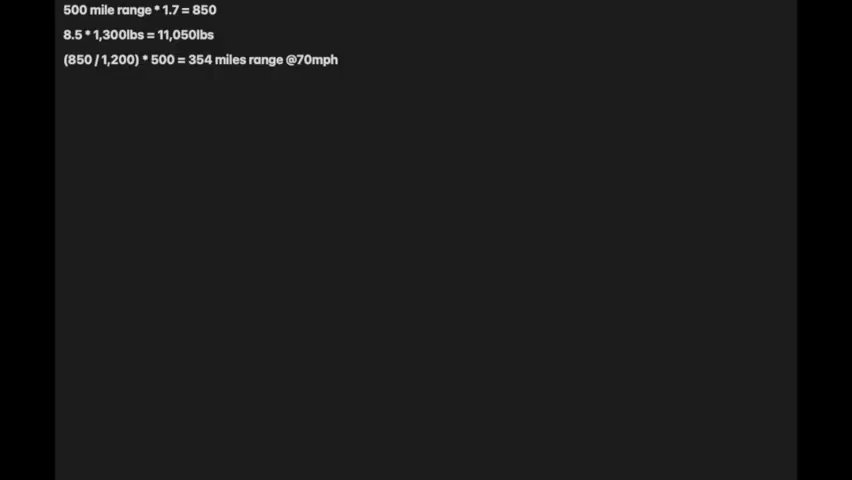 500 mile range * 1.7 = 850
8.5 * 1,300lbs = 11,050lbs
(850 / 1,200) * 500 = 354 miles range @70mph